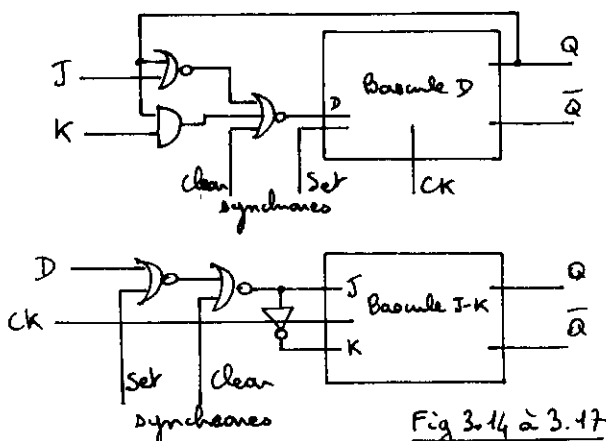 J
K
D
Bascule D
Q
Q̅
Clear
Set
synchrones
CK
D
CK
Set
Clear
synchrones
J
K
Bascule J-K
Q
Q̅
Fig 3.14 à 3.17